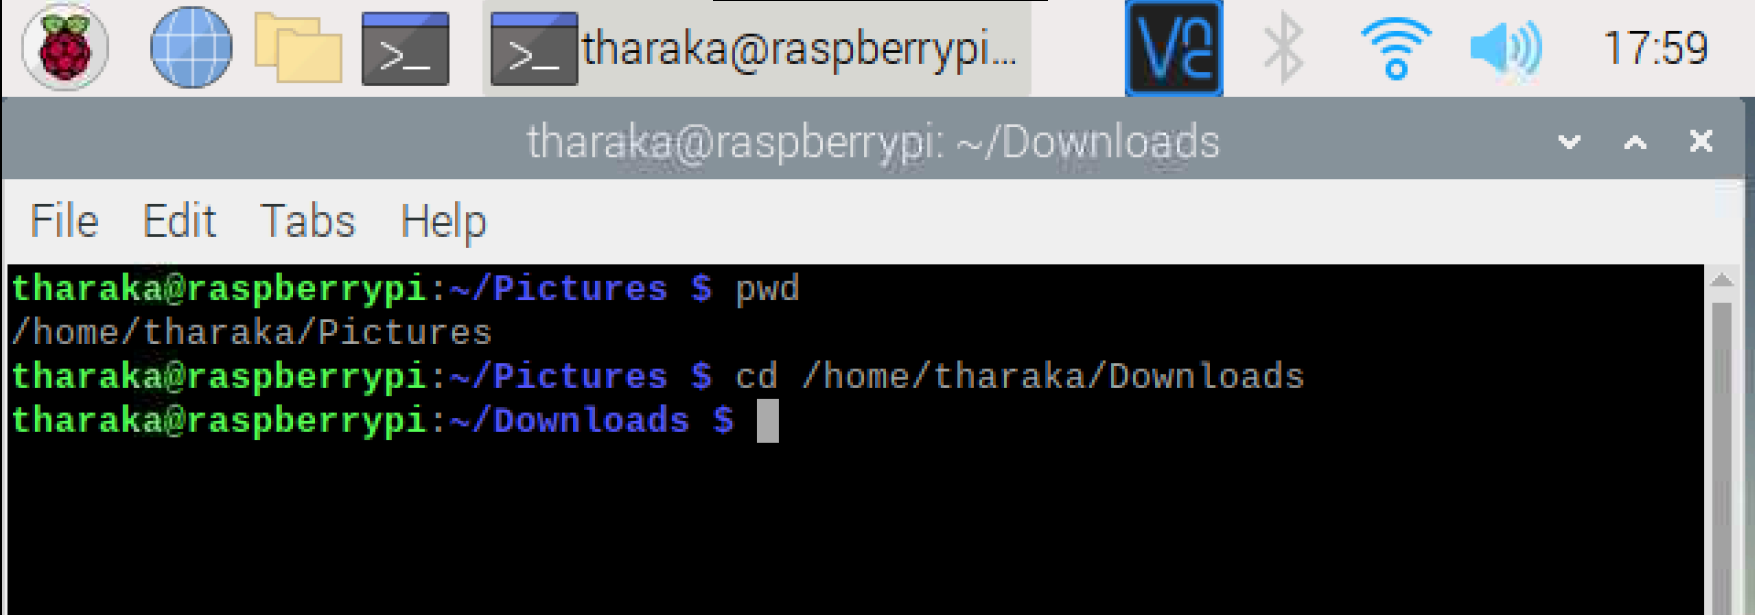 tharaka@raspberrypi... 17:59
tharaka@raspberrypi: ~/Downloads
File Edit Tabs Help
tharaka@raspberrypi:~/Pictures $ pwd
/home/tharaka/Pictures
tharaka@raspberrypi:~/Pictures $ cd /home/tharaka/Downloads
tharaka@raspberrypi:~/Downloads $